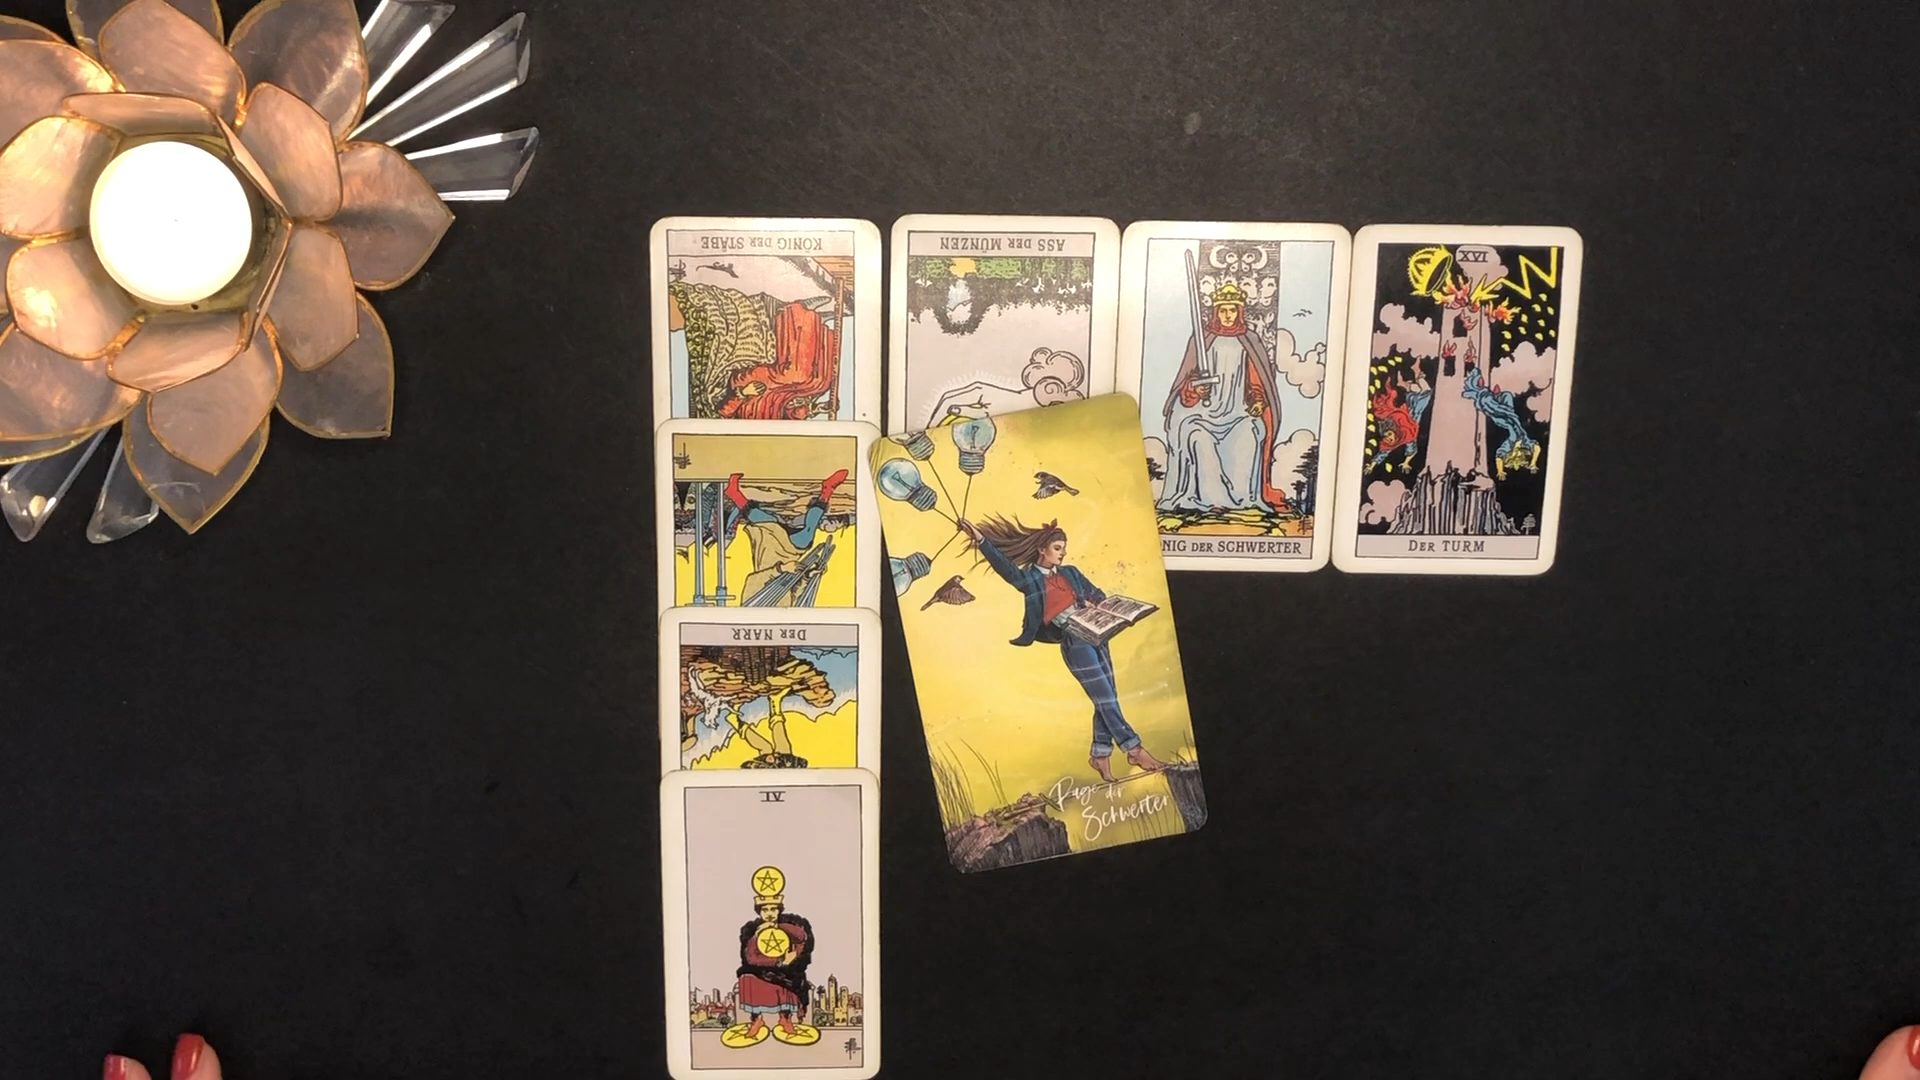 KÖNIG DER STÄBE
ASS DER MÜNZEN
NIG DER SCHWERTER
XVI
DER TURM
DER NARR
Page der
Schwerter
IV